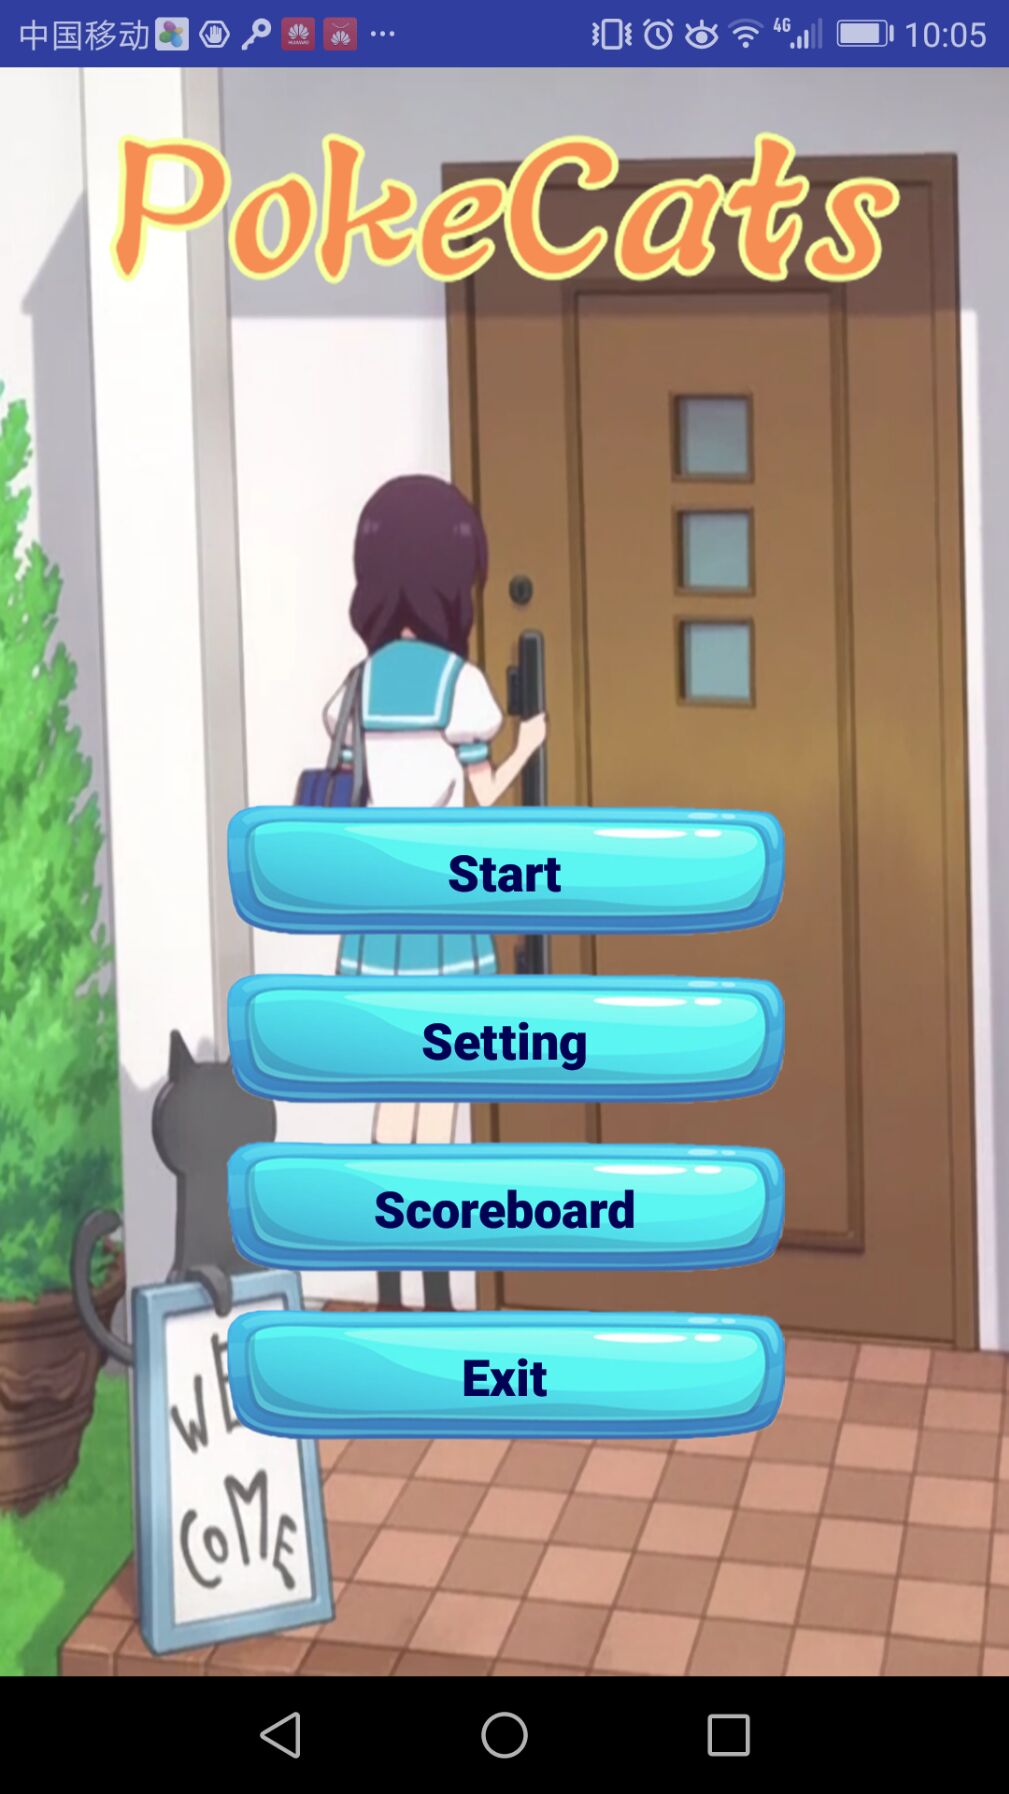 中国移动 4G 10:05
PokeCats
Start
Setting
Scoreboard
Exit
WE
COME